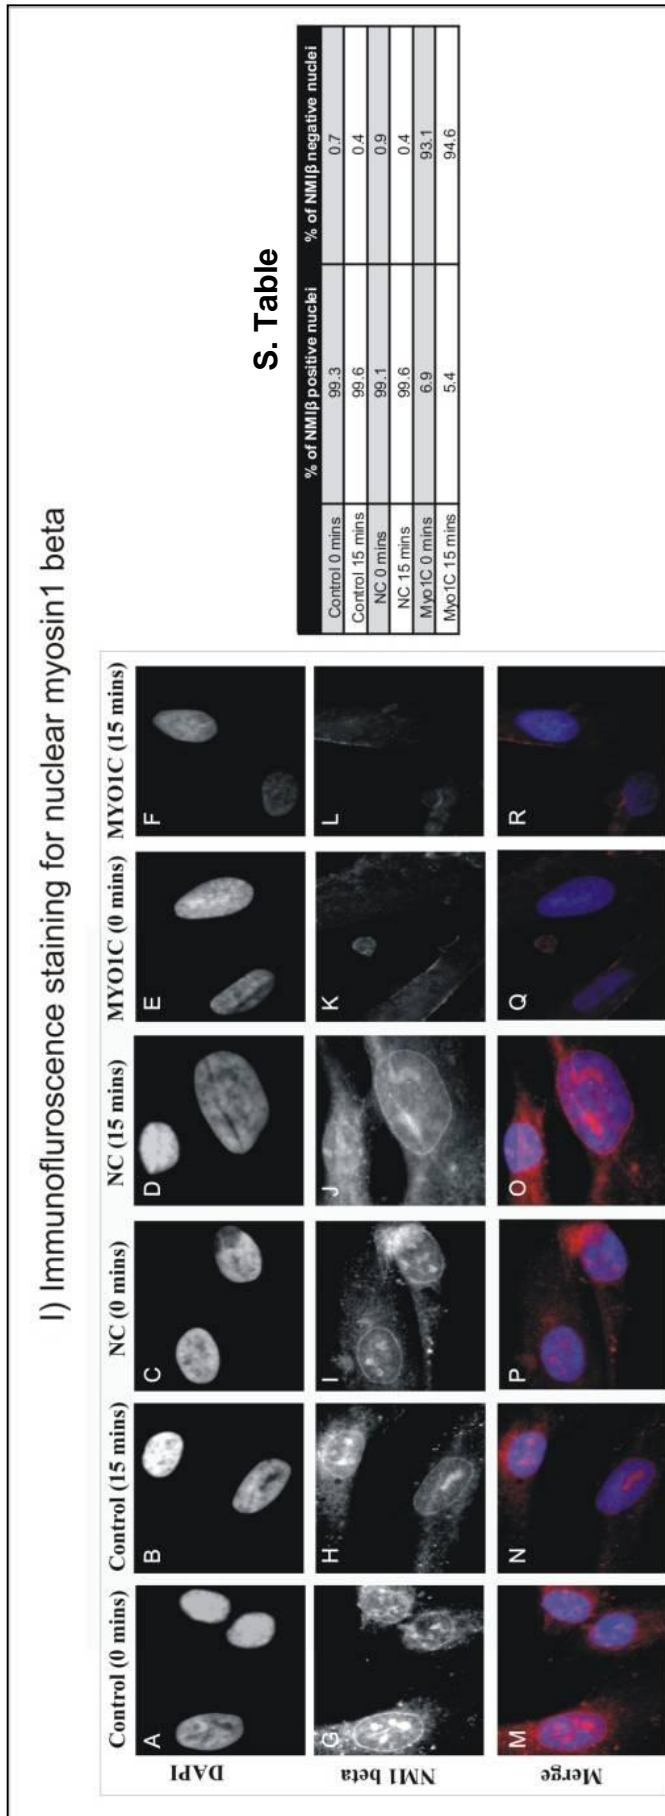 I) Immunofluroscence staining for nuclear myosin1 beta
Control (0 mins) Control (15 mins) NC (0 mins) NC (15 mins) MYO1C (0 mins) MYO1C (15 mins)
DAPI A B C D E F
NM1 beta G H I J K L
Merge M N P O Q R
S. Table
% of NMIβ positive nuclei % of NMIβ negative nuclei
Control 0 mins 99.3 0.7
Control 15 mins 99.6 0.4
NC 0 mins 99.1 0.9
NC 15 mins 99.6 0.4
Myo1C 0 mins 6.9 93.1
Myo1C 15 mins 5.4 94.6